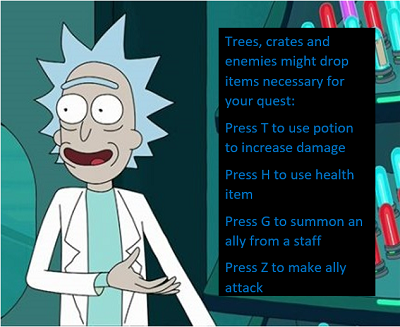 Trees, crates and
enemies might drop
items necessary for
your quest:
Press T to use potion
to increase damage
Press H to use health
item
Press G to summon an
ally from a staff
Press Z to make ally
attack